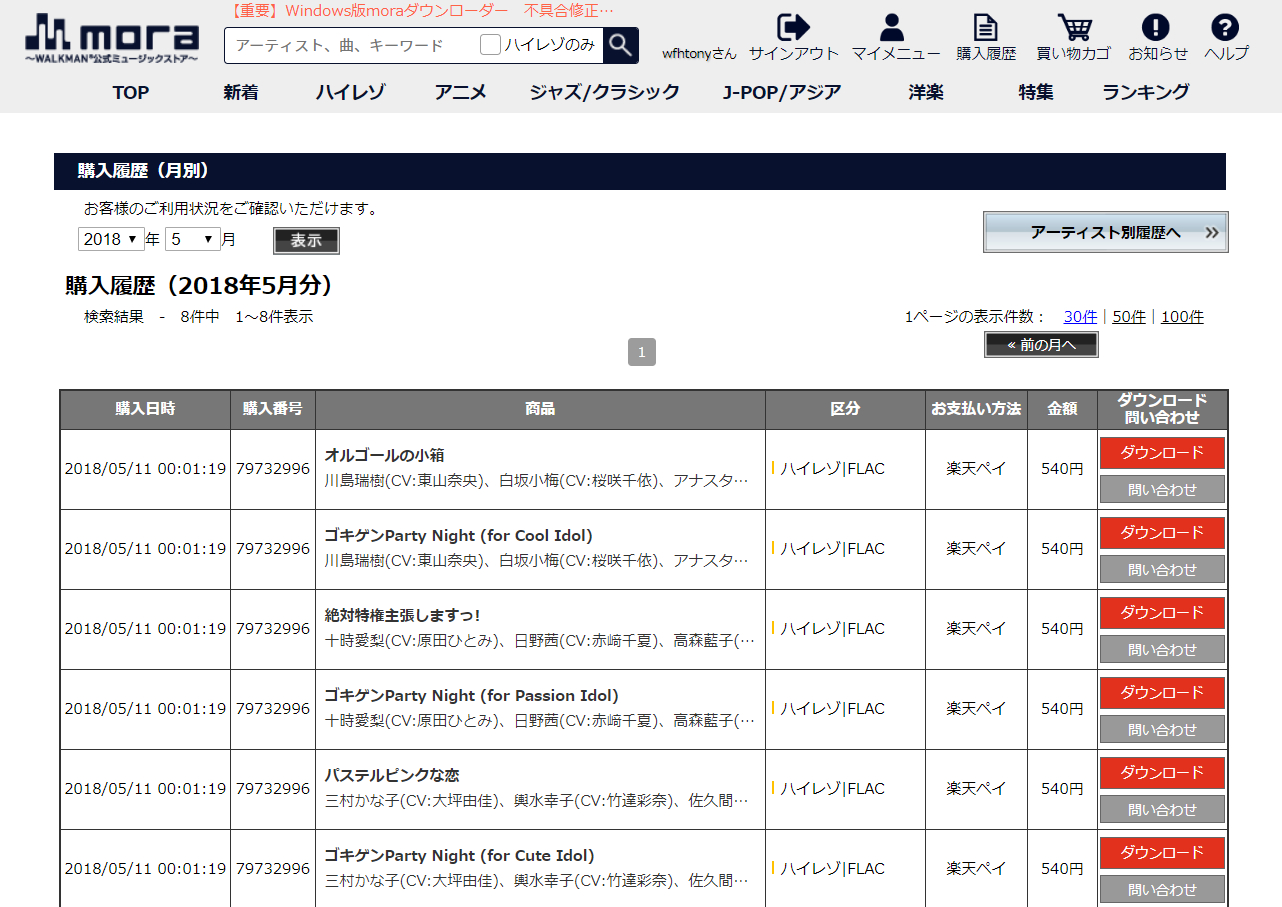 【重要】Windows版moraダウンローダー　不具合修正…
mora
～WALKMAN®公式ミュージックストア～
アーティスト、曲、キーワード
ハイレゾのみ
wfhtonyさん
サインアウト
マイメニュー
購入履歴
買い物カゴ
お知らせ
ヘルプ
TOP
新着
ハイレゾ
アニメ
ジャズ/クラシック
J-POP/アジア
洋楽
特集
ランキング
購入履歴（月別）
お客様のご利用状況をご確認いただけます。
2018 年 5 月 表示
アーティスト別履歴へ
購入履歴（2018年5月分）
検索結果　-　8件中　1～8件表示
1ページの表示件数：　30件｜50件｜100件
« 前の月へ
1
購入日時 購入番号 商品 区分 お支払い方法 金額 ダウンロード
問い合わせ
2018/05/11 00:01:19 79732996 オルゴールの小箱
川島瑞樹(CV:東山奈央)、白坂小梅(CV:桜咲千依)、アナスタ…
ハイレゾ|FLAC 楽天ペイ 540円 ダウンロード
問い合わせ
2018/05/11 00:01:19 79732996 ゴキゲンParty Night (for Cool Idol)
川島瑞樹(CV:東山奈央)、白坂小梅(CV:桜咲千依)、アナスタ…
ハイレゾ|FLAC 楽天ペイ 540円 ダウンロード
問い合わせ
2018/05/11 00:01:19 79732996 絶対特権主張しますっ!
十時愛梨(CV:原田ひとみ)、日野茜(CV:赤﨑千夏)、高森藍子(…
ハイレゾ|FLAC 楽天ペイ 540円 ダウンロード
問い合わせ
2018/05/11 00:01:19 79732996 ゴキゲンParty Night (for Passion Idol)
十時愛梨(CV:原田ひとみ)、日野茜(CV:赤﨑千夏)、高森藍子(…
ハイレゾ|FLAC 楽天ペイ 540円 ダウンロード
問い合わせ
2018/05/11 00:01:19 79732996 パステルピンクな恋
三村かな子(CV:大坪由佳)、輿水幸子(CV:竹達彩奈)、佐久間…
ハイレゾ|FLAC 楽天ペイ 540円 ダウンロード
問い合わせ
2018/05/11 00:01:19 79732996 ゴキゲンParty Night (for Cute Idol)
三村かな子(CV:大坪由佳)、輿水幸子(CV:竹達彩奈)、佐久間…
ハイレゾ|FLAC 楽天ペイ 540円 ダウンロード
問い合わせ